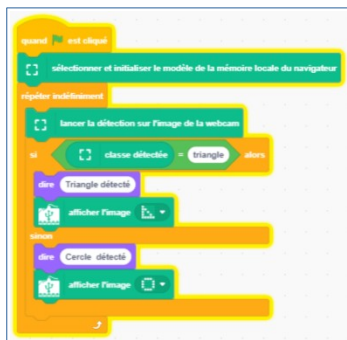 quand est cliqué
sélectionner et initialiser le modèle de la mémoire locale du navigateur
répéter indéfiniment
lancer la détection sur l'image de la webcam
si classe détectée = triangle alors
dire Triangle détecté
afficher l'image
sinon
dire Cercle détecté
afficher l'image